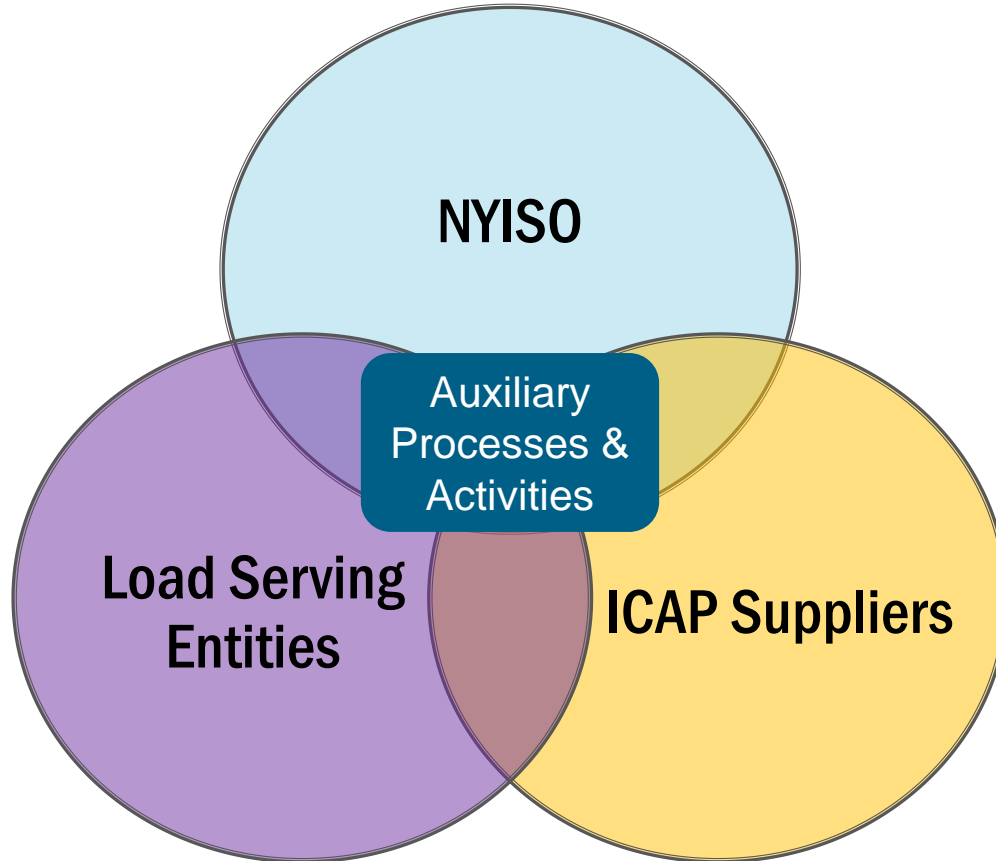 NYISO
Auxiliary
Processes &
Activities
Load Serving
Entities
ICAP Suppliers